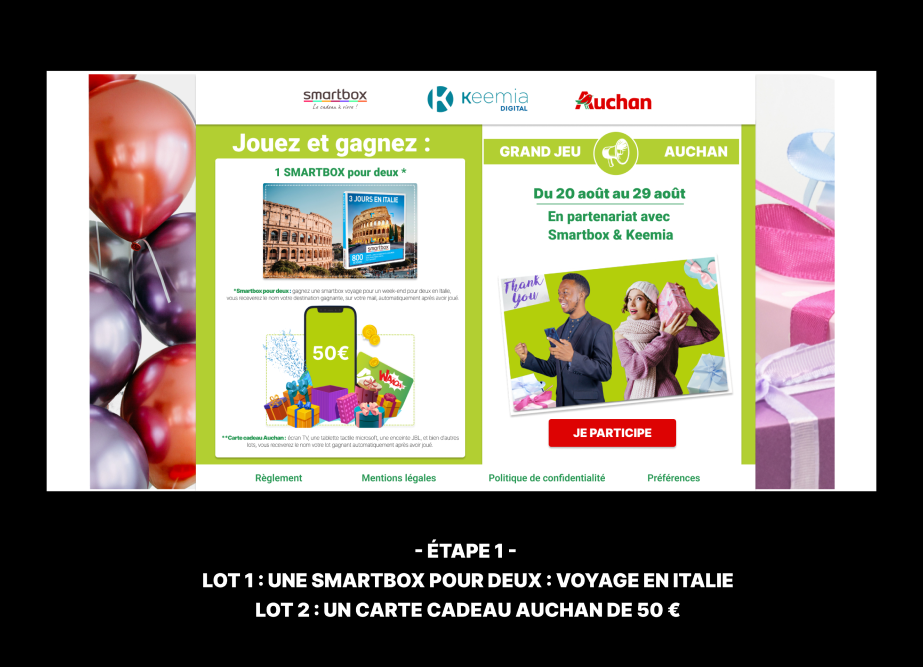 smartbox
Le cadeau à vivre !
Keemia
DIGITAL
Auchan
Jouez et gagnez :
1 SMARTBOX pour deux *
3 JOURS EN ITALIE
smartbox
800
*Smartbox pour deux : gagnez une smartbox voyage pour un week-end pour deux en Italie,
vous receverez le nom votre destination gagnante, sur votre mail, automatiquement après avoir joué.
50€
WAOU
**Carte cadeau Auchan : écran TV, une tablette tactile microsoft, une enceinte JBL, et bien d'autres
lots, vous receverez le nom votre lot gagnant automatiquement après avoir joué.
GRAND JEU AUCHAN
Du 20 août au 29 août
En partenariat avec
Smartbox & Keemia
Thank
You
JE PARTICIPE
Règlement Mentions légales Politique de confidentialité Préférences
- ÉTAPE 1 -
LOT 1 : UNE SMARTBOX POUR DEUX : VOYAGE EN ITALIE
LOT 2 : UN CARTE CADEAU AUCHAN DE 50 €